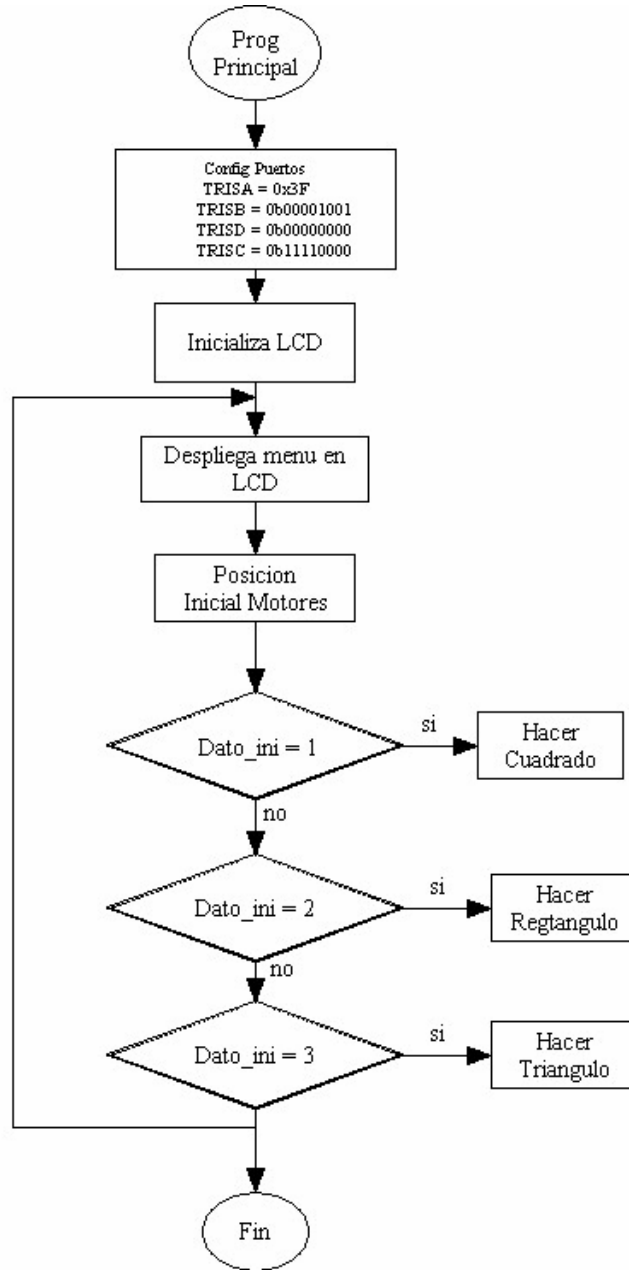 Prog
Principal
Config Puertos
TRISA = 0x3F
TRISB = 0b00001001
TRISD = 0b00000000
TRISC = 0b11110000
Inicializa LCD
Despliega menu en
LCD
Posicion
Inicial Motores
Dato_ini = 1
si
Hacer
Cuadrado
no
Dato_ini = 2
si
Hacer
Regtangulo
no
Dato_ini = 3
si
Hacer
Triangulo
Fin